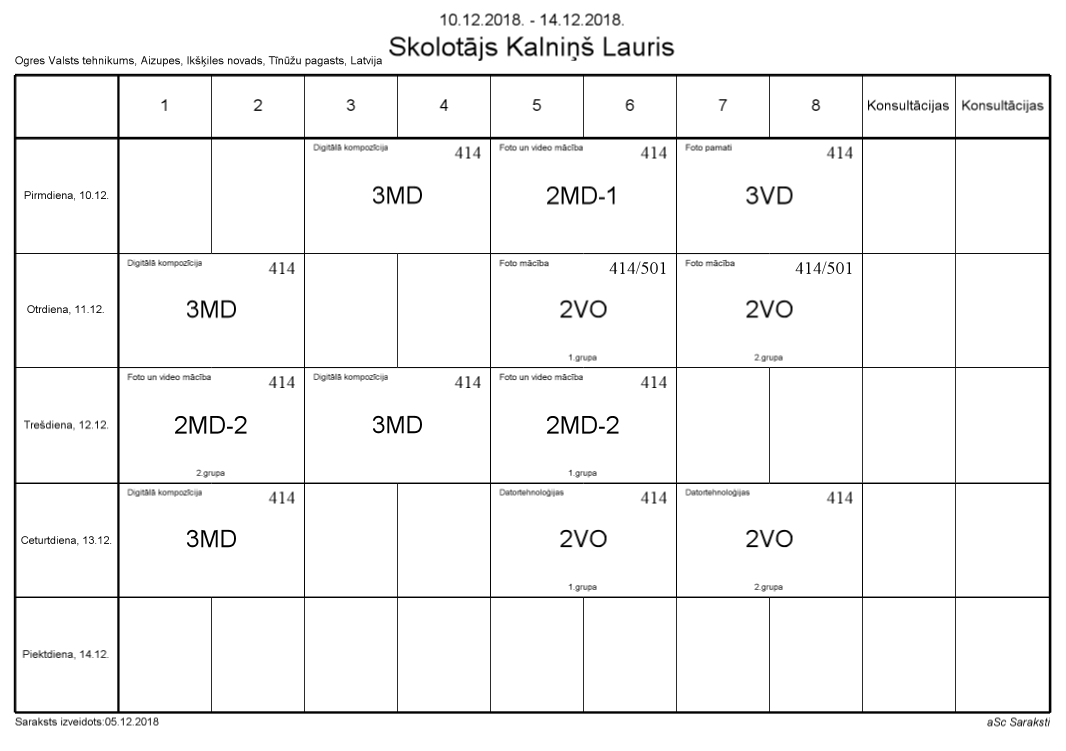 10.12.2018. - 14.12.2018.
Skolotājs Kalniņš Lauris
Ogres Valsts tehnikums, Aizupes, Ikšķiles novads, Tīnūžu pagasts, Latvija
1 2 3 4 5 6 7 8 Konsultācijas Konsultācijas
Digitālā kompozīcija 414 Foto un video mācība 414 Foto pamati 414
Pirmdiena, 10.12. 3MD 2MD-1 3VD
Digitālā kompozīcija 414 Foto mācība 414/501 Foto mācība 414/501
Otrdiena, 11.12. 3MD 2VO 2VO
1.grupa 2.grupa
Foto un video mācība 414 Digitālā kompozīcija 414 Foto un video mācība 414
Trešdiena, 12.12. 2MD-2 3MD 2MD-2
2.grupa 1.grupa
Digitālā kompozīcija 414 Datortehnoloģijas 414 Datortehnoloģijas 414
Ceturtdiena, 13.12. 3MD 2VO 2VO
1.grupa 2.grupa
Piektdiena, 14.12.
Saraksts izveidots:05.12.2018 aSc Saraksti